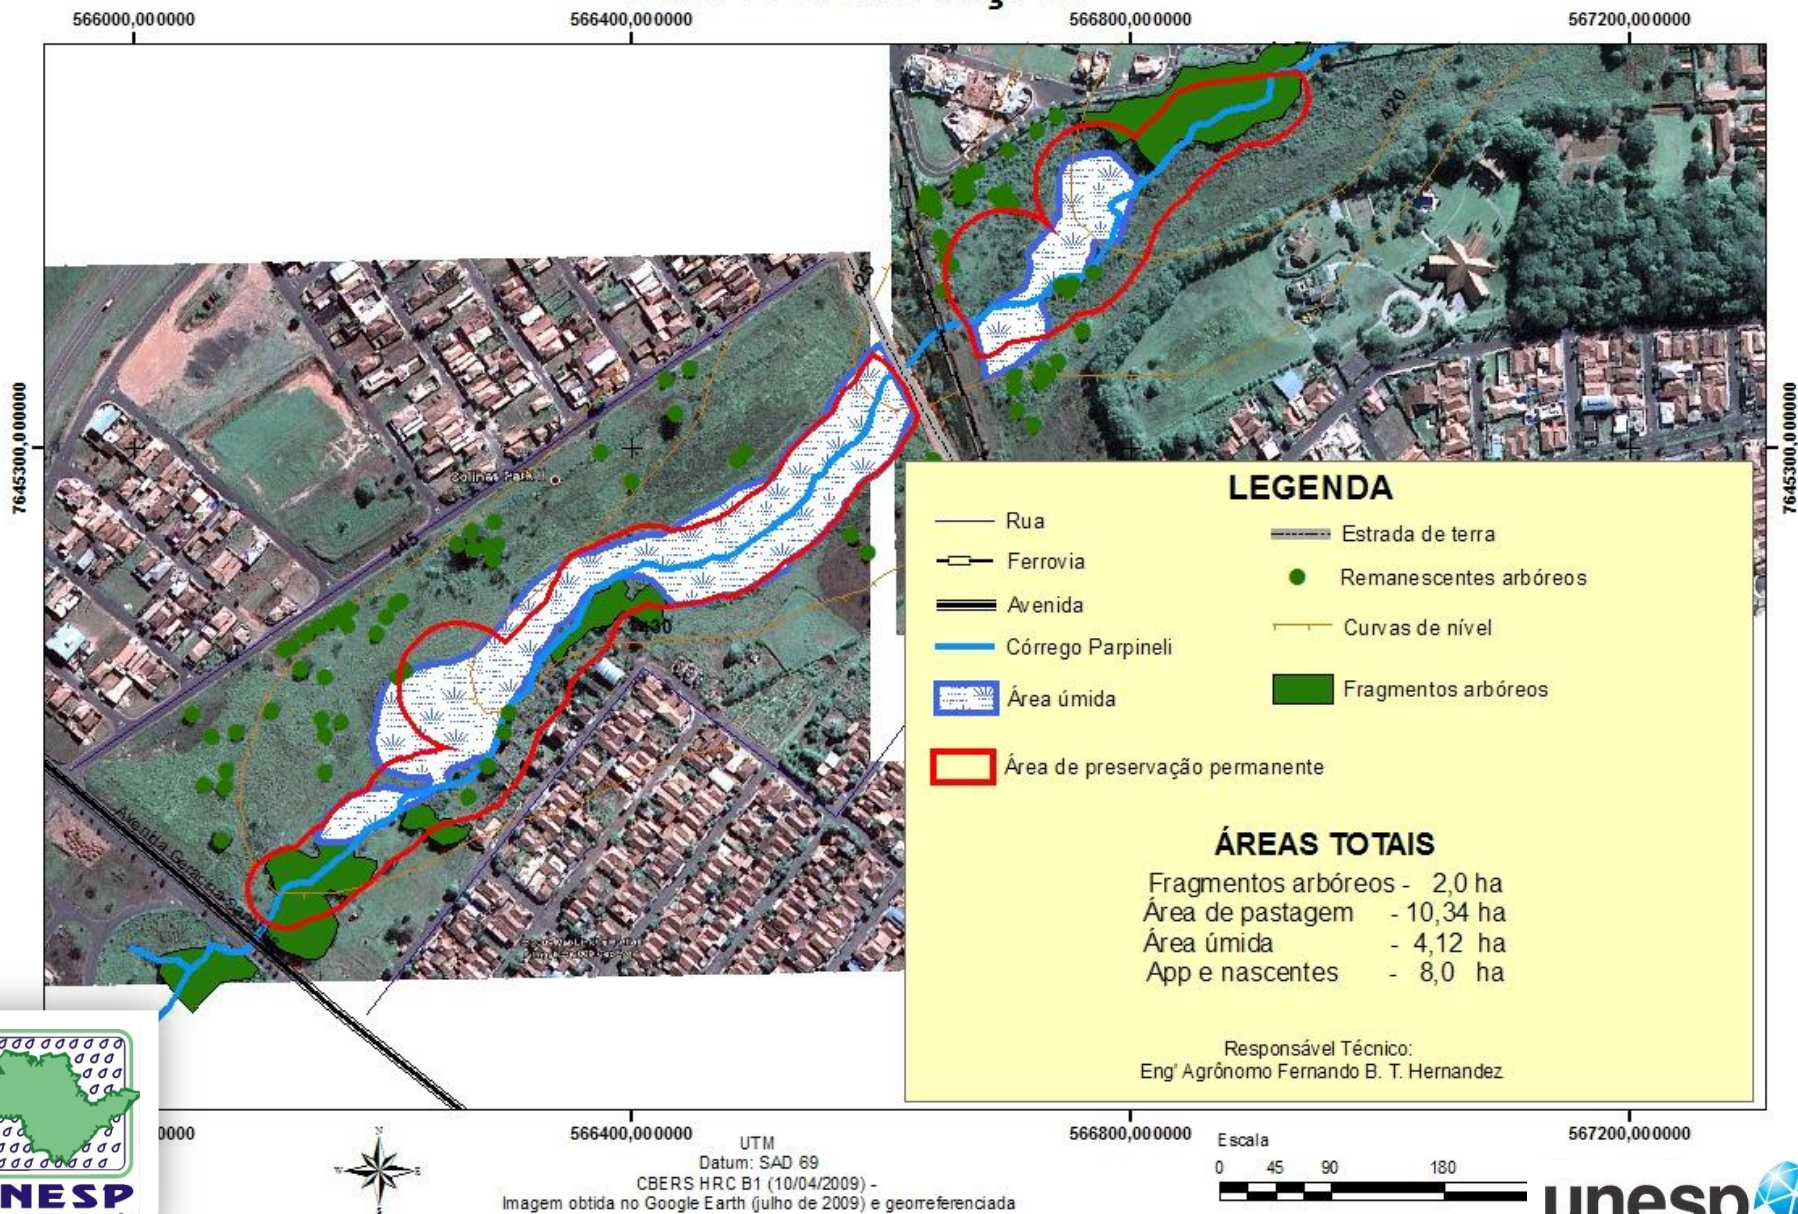 566000,000000 566400,000000 566800,000000 567200,000000
420
425
7645300,000000
7645300,000000
Colinas Park II
445
430
LEGENDA
Rua
Estrada de terra
Ferrovia
Remanescentes arbóreos
Avenida
Curvas de nível
Córrego Parpineli
Fragmentos arbóreos
Área úmida
Área de preservação permanente
Avenida
ÁREAS TOTAIS
Fragmentos arbóreos - 2,0 ha
Área de pastagem - 10,34 ha
Área úmida - 4,12 ha
App e nascentes - 8,0 ha
Responsável Técnico:
Eng' Agrônomo Fernando B. T. Hernandez
0000 566400,000000 566800,000000 567200,000000
UTM
Datum: SAD 69
CBERS HRC B1 (10/04/2009) -
Imagem obtida no Google Earth (julho de 2009) e georreferenciada
Escala
0 45 90 180
NESP
unesp